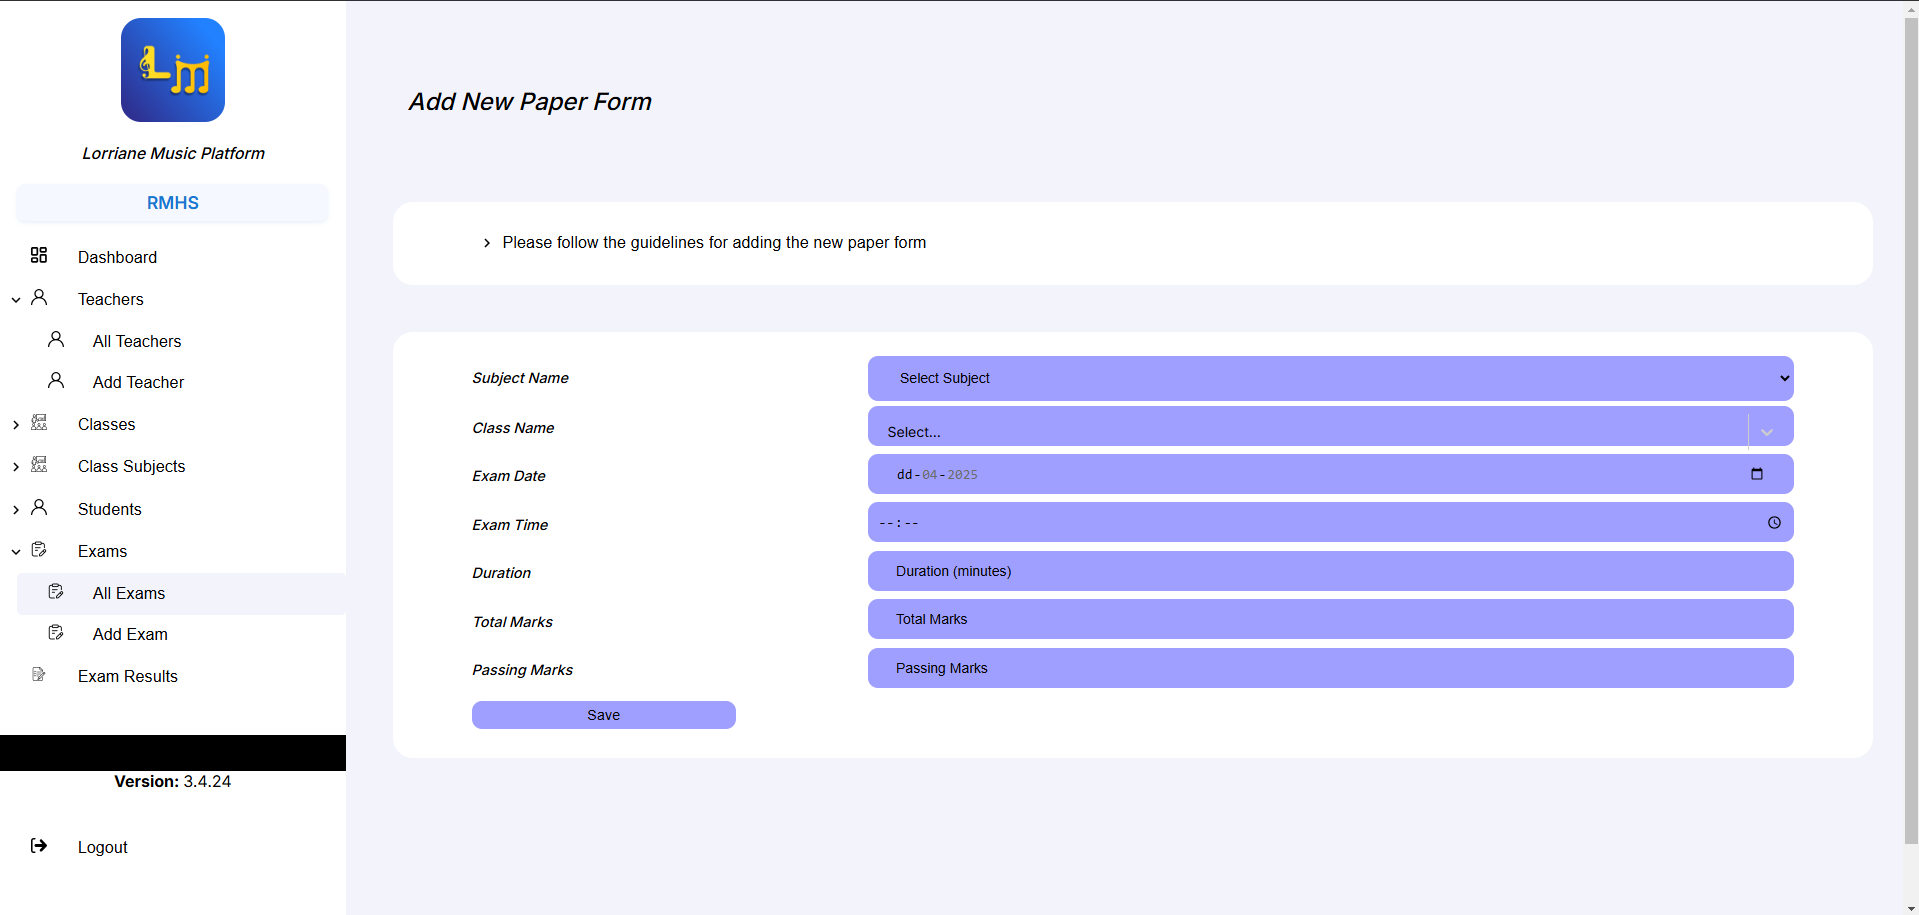 Lm
Lorriane Music Platform
RMHS
Dashboard
Teachers
All Teachers
Add Teacher
Classes
Class Subjects
Students
Exams
All Exams
Add Exam
Exam Results
Version: 3.4.24
Logout
Add New Paper Form
Please follow the guidelines for adding the new paper form
Subject Name
Select Subject
Class Name
Select...
Exam Date
dd-04-2025
Exam Time
--:--
Duration
Duration (minutes)
Total Marks
Total Marks
Passing Marks
Passing Marks
Save